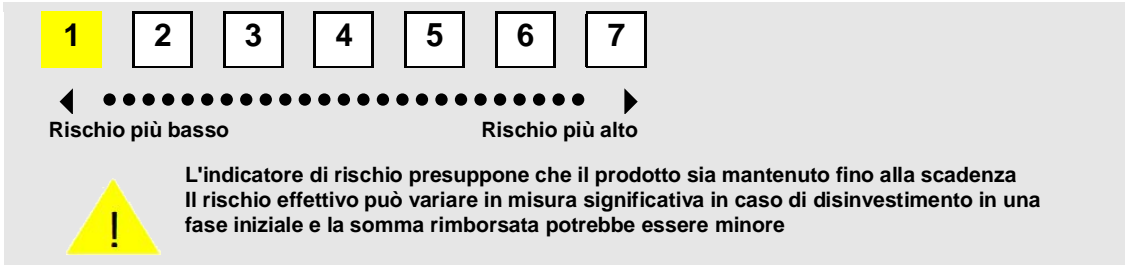 1 2 3 4 5 6 7
Rischio più basso Rischio più alto
L'indicatore di rischio presuppone che il prodotto sia mantenuto fino alla scadenza
Il rischio effettivo può variare in misura significativa in caso di disinvestimento in una
fase iniziale e la somma rimborsata potrebbe essere minore
!